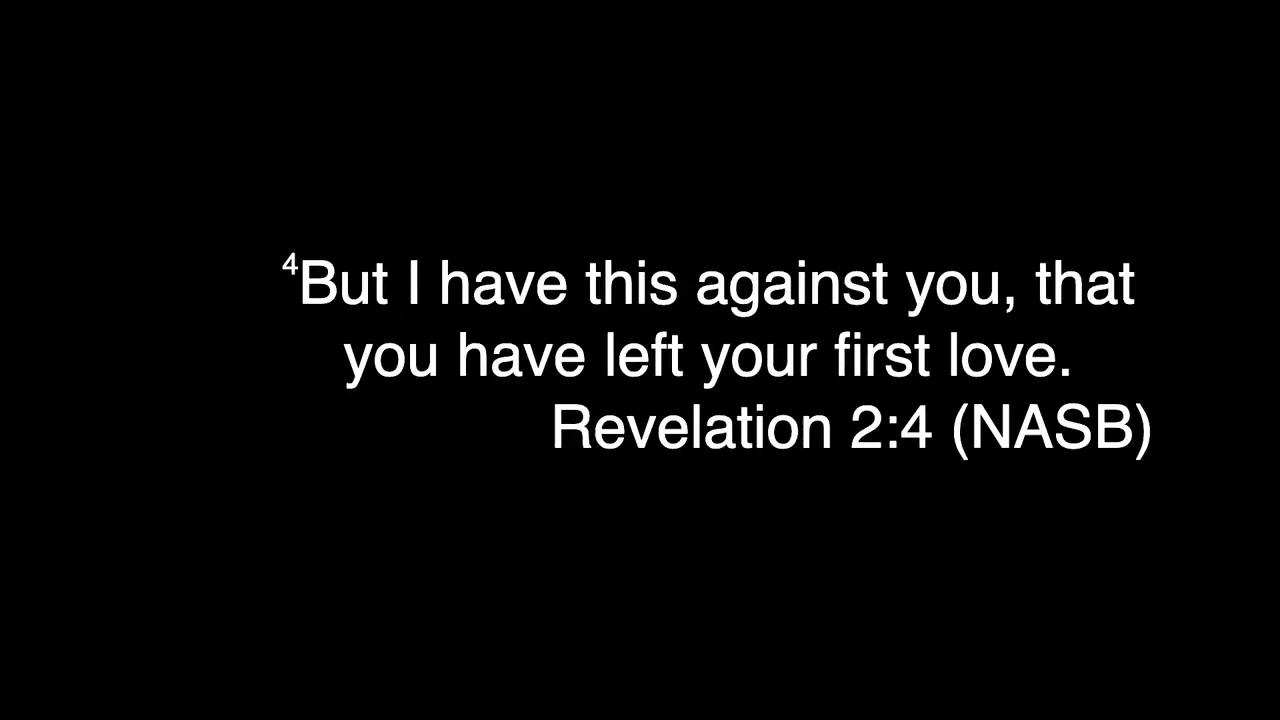 ⁴But I have this against you, that
you have left your first love.
Revelation 2:4 (NASB)